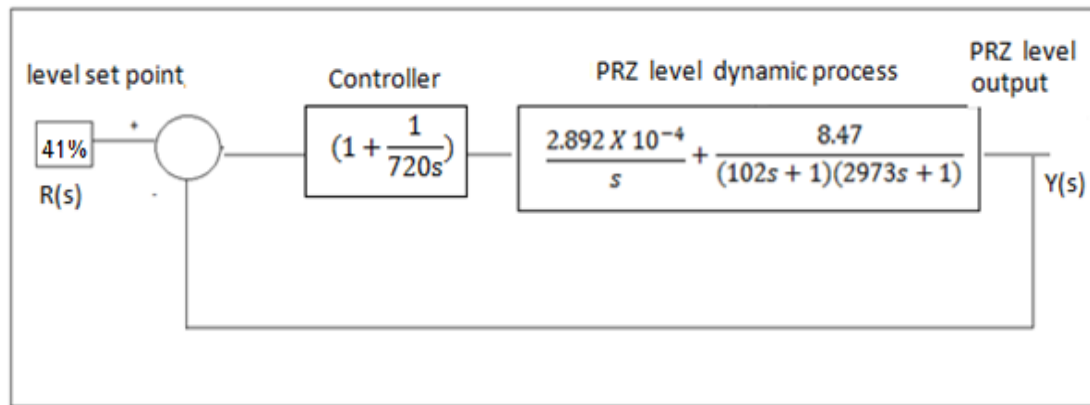 level set point
Controller
PRZ level dynamic process
PRZ level
output
+
41%
(1 + 1/720s)
2.892 X 10⁻⁴/s + 8.47/(102s + 1)(2973s + 1)
R(s)
-
Y(s)